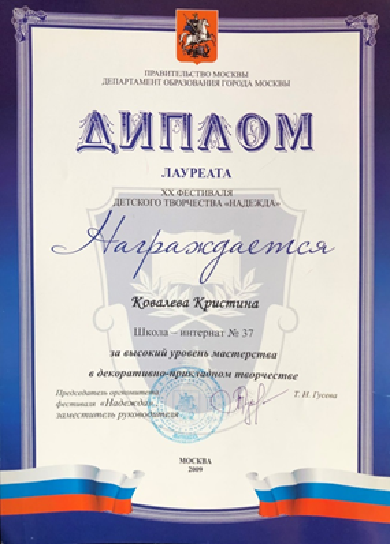 ПРАВИТЕЛЬСТВО МОСКВЫ
ДЕПАРТАМЕНТ ОБРАЗОВАНИЯ ГОРОДА МОСКВЫ
ДИПЛОМ
ЛАУРЕАТА
XX ФЕСТИВАЛЯ
ДЕТСКОГО ТВОРЧЕСТВА «НАДЕЖДА»
Награждается
Ковалева Кристина
Школа – интернат № 37
за высокий уровень мастерства
в декоративно-прикладном творчестве
Председатель оргкомитета
фестиваля «Надежда»,
заместитель руководителя
Т. Н. Гусева
МОСКВА
2009